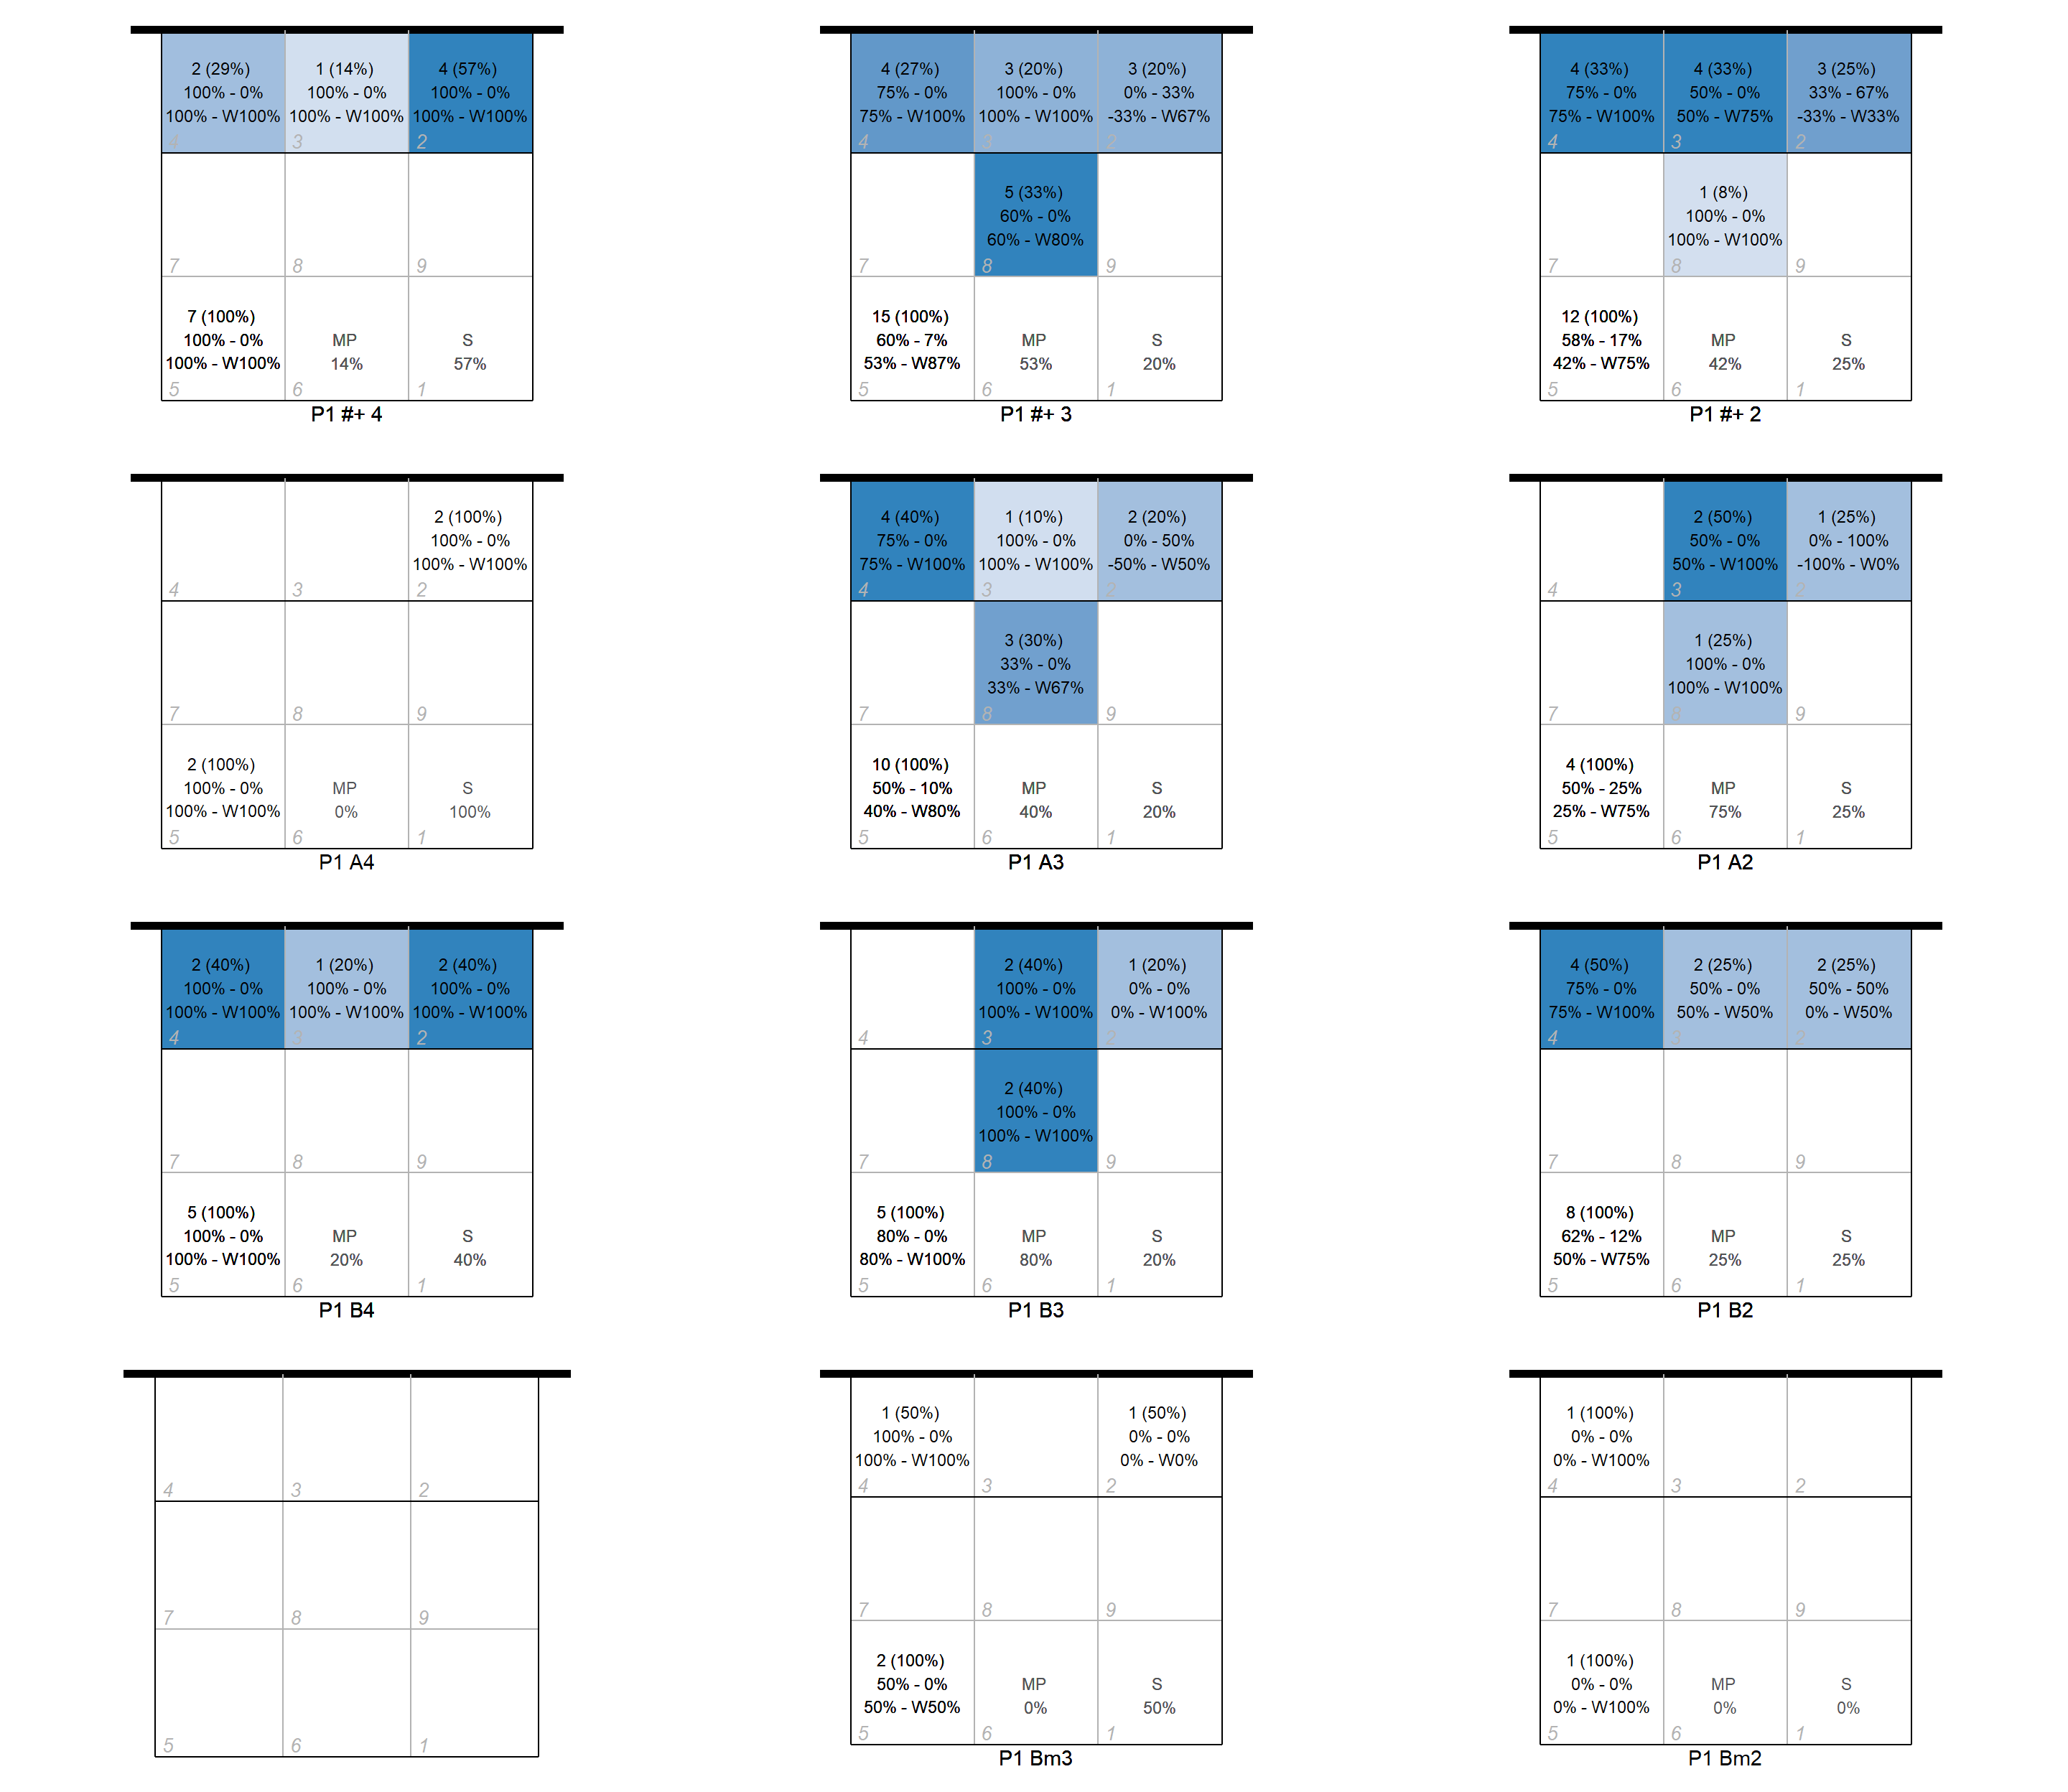 2 (29%)
100% - 0%
100% - W100%
4
1 (14%)
100% - 0%
100% - W100%
3
4 (57%)
100% - 0%
100% - W100%
2
7
8
9
7 (100%)
100% - 0%
100% - W100%
5
MP
14%
6
S
57%
1
P1 #+ 4
4 (27%)
75% - 0%
75% - W100%
4
3 (20%)
100% - 0%
100% - W100%
3
3 (20%)
0% - 33%
-33% - W67%
2
7
5 (33%)
60% - 0%
60% - W80%
8
9
15 (100%)
60% - 7%
53% - W87%
5
MP
53%
6
S
20%
1
P1 #+ 3
4 (33%)
75% - 0%
75% - W100%
4
4 (33%)
50% - 0%
50% - W75%
3
3 (25%)
33% - 67%
-33% - W33%
2
7
1 (8%)
100% - 0%
100% - W100%
8
9
12 (100%)
58% - 17%
42% - W75%
5
MP
42%
6
S
25%
1
P1 #+ 2
4
3
2 (100%)
100% - 0%
100% - W100%
2
7
8
9
2 (100%)
100% - 0%
100% - W100%
5
MP
0%
6
S
100%
1
P1 A4
4 (40%)
75% - 0%
75% - W100%
4
1 (10%)
100% - 0%
100% - W100%
3
2 (20%)
0% - 50%
-50% - W50%
2
7
3 (30%)
33% - 0%
33% - W67%
8
9
10 (100%)
50% - 10%
40% - W80%
5
MP
40%
6
S
20%
1
P1 A3
4
2 (50%)
50% - 0%
50% - W100%
3
1 (25%)
0% - 100%
-100% - W0%
2
7
1 (25%)
100% - 0%
100% - W100%
8
9
4 (100%)
50% - 25%
25% - W75%
5
MP
75%
6
S
25%
1
P1 A2
2 (40%)
100% - 0%
100% - W100%
4
1 (20%)
100% - 0%
100% - W100%
3
2 (40%)
100% - 0%
100% - W100%
2
7
8
9
5 (100%)
100% - 0%
100% - W100%
5
MP
20%
6
S
40%
1
P1 B4
4
2 (40%)
100% - 0%
100% - W100%
3
1 (20%)
0% - 0%
0% - W100%
2
7
2 (40%)
100% - 0%
100% - W100%
8
9
5 (100%)
80% - 0%
80% - W100%
5
MP
80%
6
S
20%
1
P1 B3
4 (50%)
75% - 0%
75% - W100%
4
2 (25%)
50% - 0%
50% - W50%
3
2 (25%)
50% - 50%
0% - W50%
2
7
8
9
8 (100%)
62% - 12%
50% - W75%
5
MP
25%
6
S
25%
1
P1 B2
4
3
2
7
8
9
5
6
1
1 (50%)
100% - 0%
100% - W100%
4
3
1 (50%)
0% - 0%
0% - W0%
2
7
8
9
2 (100%)
50% - 0%
50% - W50%
5
MP
0%
6
S
50%
1
P1 Bm3
1 (100%)
0% - 0%
0% - W100%
4
3
2
7
8
9
1 (100%)
0% - 0%
0% - W100%
5
MP
0%
6
S
0%
1
P1 Bm2